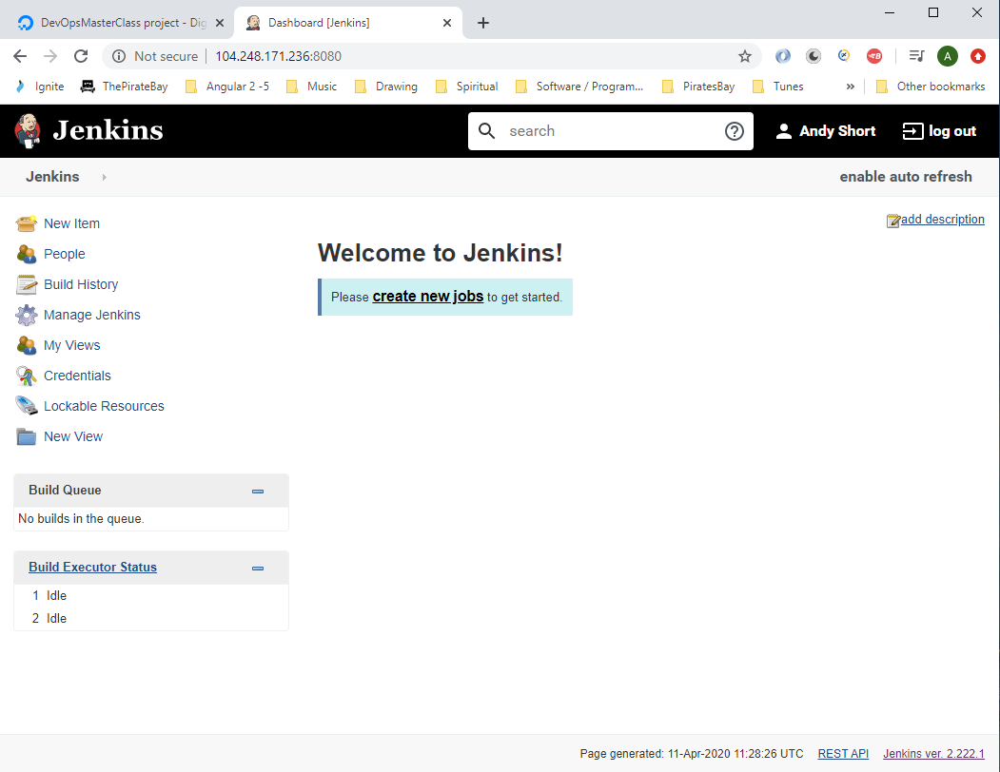 DevOpsMasterClass project - Dig
Dashboard [Jenkins]
Not secure 104.248.171.236:8080
A
Ignite ThePirateBay Angular 2 -5 Music Drawing Spiritual Software / Program... PiratesBay Tunes » Other bookmarks
Jenkins search Andy Short log out
Jenkins enable auto refresh
add description
New Item
People
Build History
Manage Jenkins
My Views
Credentials
Lockable Resources
New View
Welcome to Jenkins!
Please create new jobs to get started.
Build Queue
No builds in the queue.
Build Executor Status
1 Idle
2 Idle
Page generated: 11-Apr-2020 11:28:26 UTC REST API Jenkins ver. 2.222.1